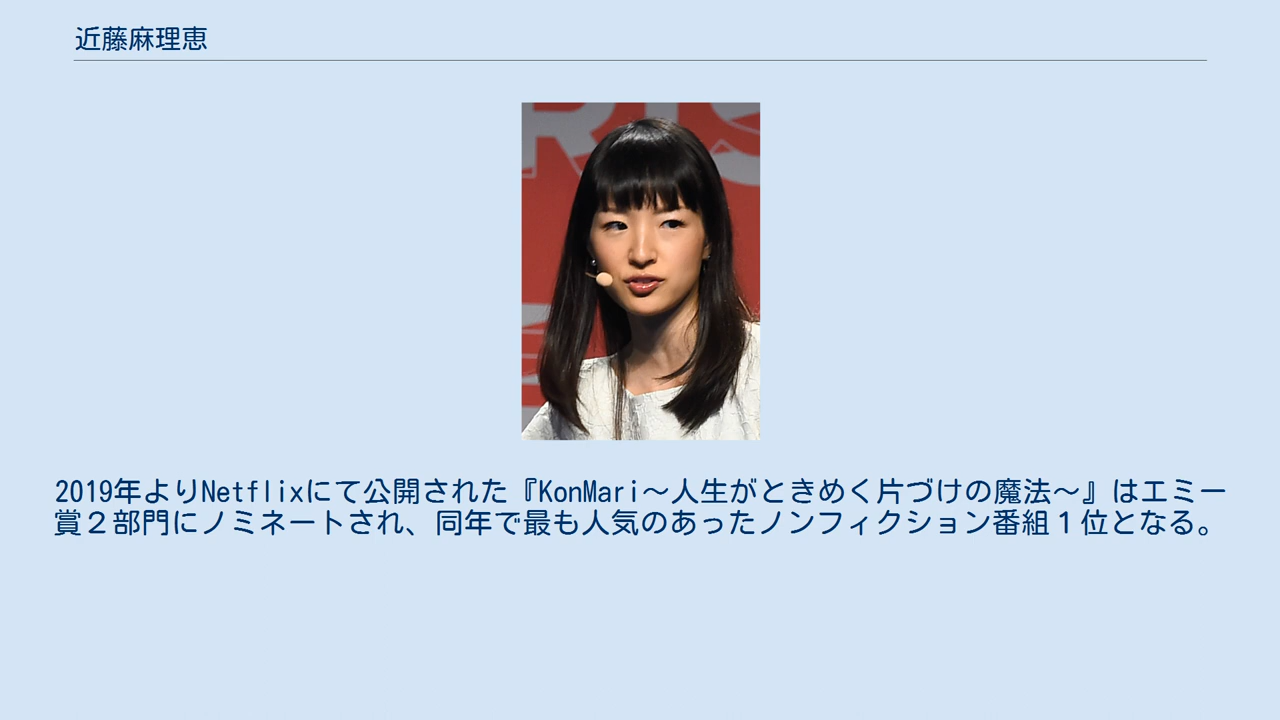 近藤麻理恵
2019年よりNetflixにて公開された『KonMari～人生がときめく片づけの魔法～』はエミー
賞２部門にノミネートされ、同年で最も人気のあったノンフィクション番組１位となる。